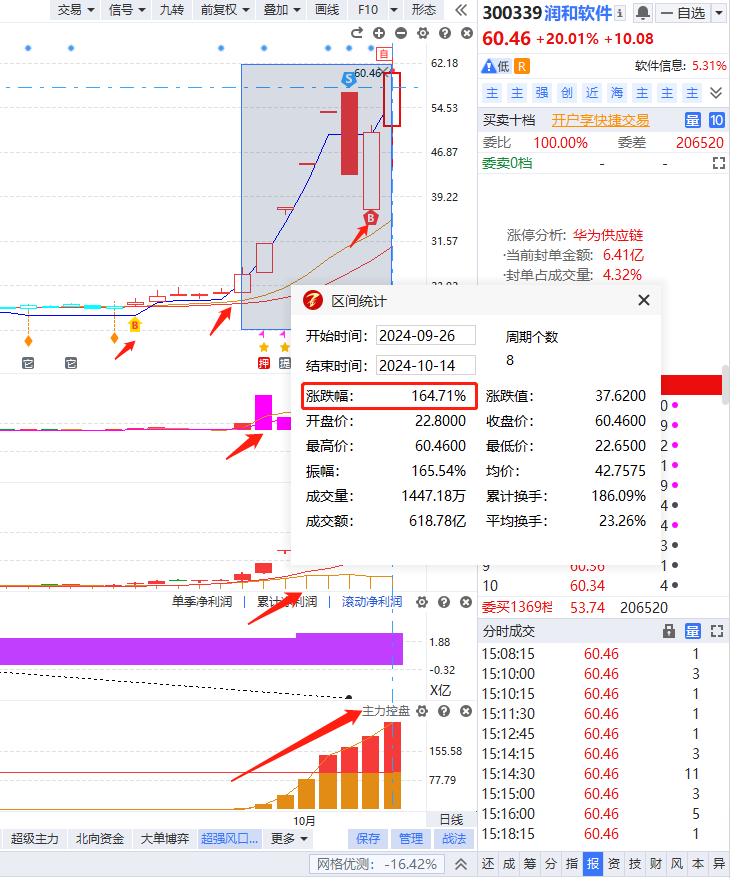 交易 信号 九转 前复权 叠加 画线 F10 形态
300339 润和软件 自选
60.46 +20.01% +10.08
低 R 软件信息: 5.31%
主 主 强 创 近 海 主 主 主
买卖十档 开户享快捷交易 量 10
委比 100.00% 委差 206520
委卖0档 - -
涨停分析: 华为供应链
·当前封单金额: 6.41亿
·封单占成交量: 4.32%
自
60.46
S
B
B
62.18
54.53
46.87
39.22
31.57
押
区间统计
开始时间: 2024-09-26 周期个数
结束时间: 2024-10-14 8
涨跌幅: 164.71% 涨跌值: 37.6200
开盘价: 22.8000 收盘价: 60.4600
最高价: 60.4600 最低价: 22.6500
振幅: 165.54% 均价: 42.7575
成交量: 1447.18万 累计换手: 186.09%
成交额: 618.78亿 平均换手: 23.26%
0
9
2
1
9
4
4
3
9 60.36 1
10 60.34 4
委买1369档 53.74 206520
单季净利润 累计净利润 滚动净利润
1.88
-0.32
X亿
主力控盘
155.58
77.79
10月 日线
分时成交 量
15:08:15 60.46 1
15:10:00 60.46 3
15:10:15 60.46 1
15:11:30 60.46 1
15:12:45 60.46 1
15:14:15 60.46 3
15:14:30 60.46 11
15:15:00 60.46 3
15:16:00 60.46 5
15:18:15 60.46 1
超级主力 北向资金 大单博弈 超强风口... 更多 保存 管理 战法
网格优测: -16.42%
还 成 筹 分 指 报 资 技 财 风 本 异